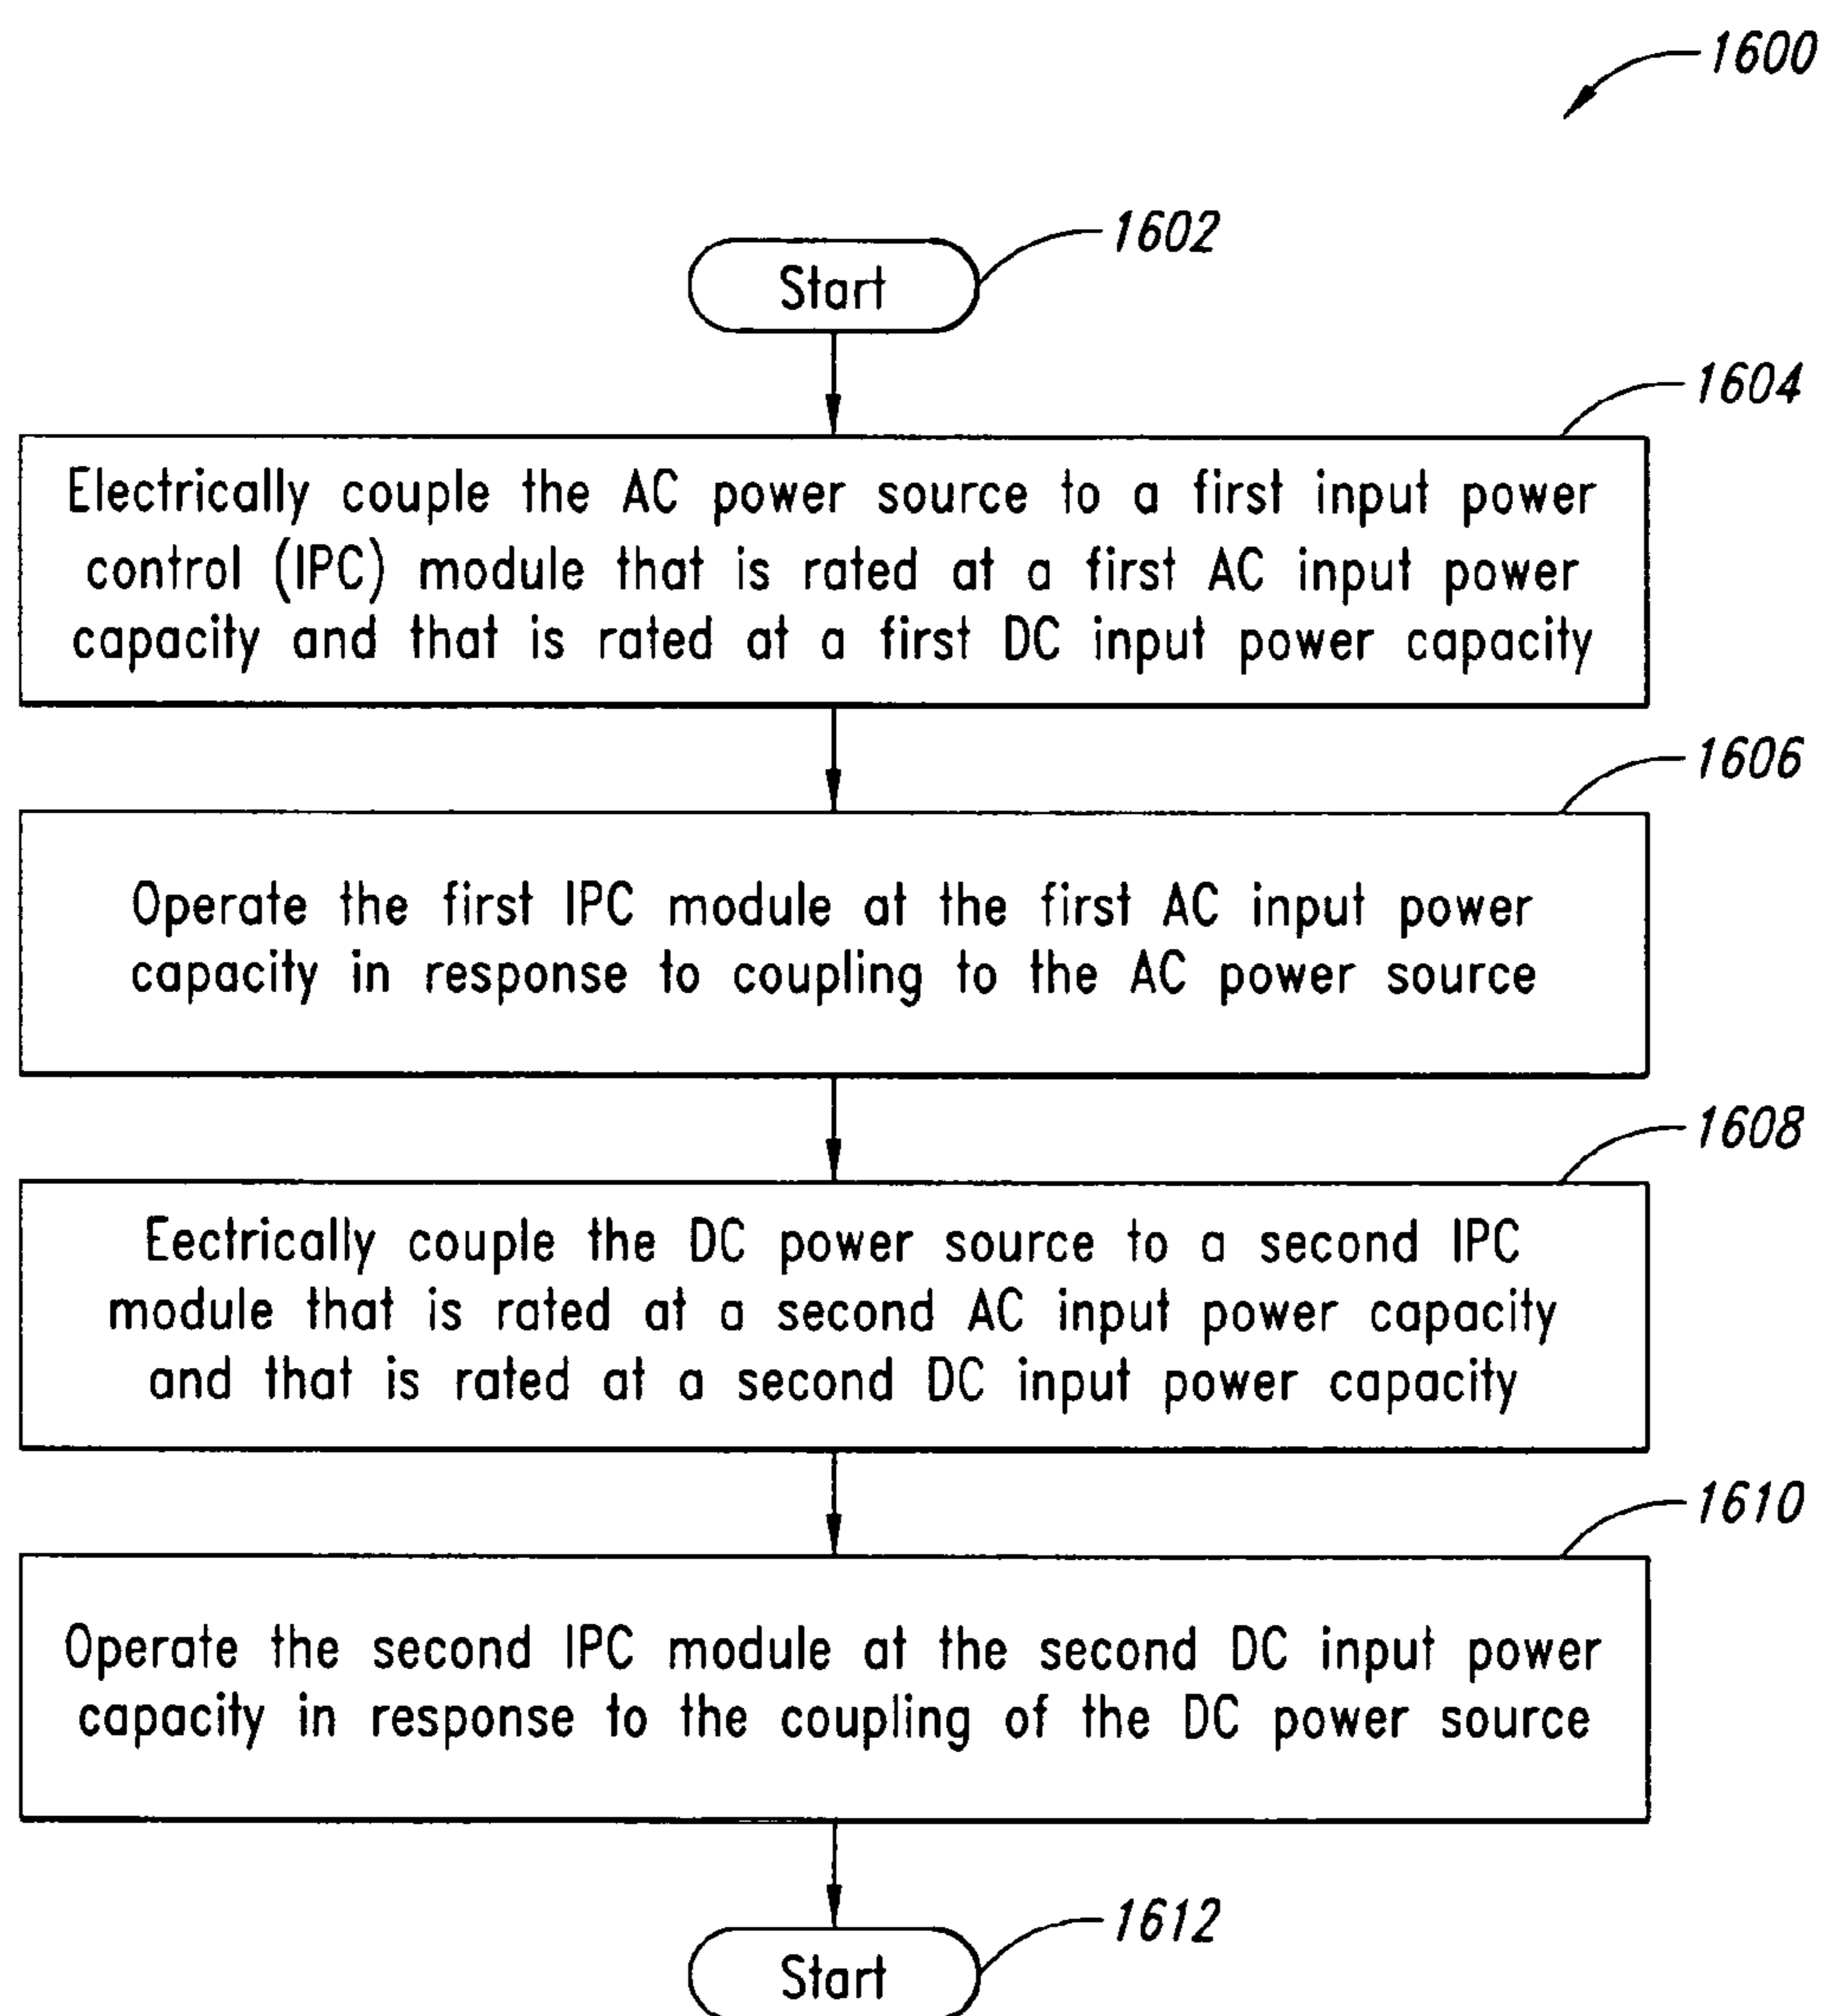 1600
1602
Start
1604
Electrically couple the AC power source to a first input power
control (IPC) module that is rated at a first AC input power
capacity and that is rated at a first DC input power capacity
1606
Operate the first IPC module at the first AC input power
capacity in response to coupling to the AC power source
1608
Eectrically couple the DC power source to a second IPC
module that is rated at a second AC input power capacity
and that is rated at a second DC input power capacity
1610
Operate the second IPC module at the second DC input power
capacity in response to the coupling of the DC power source
1612
Start